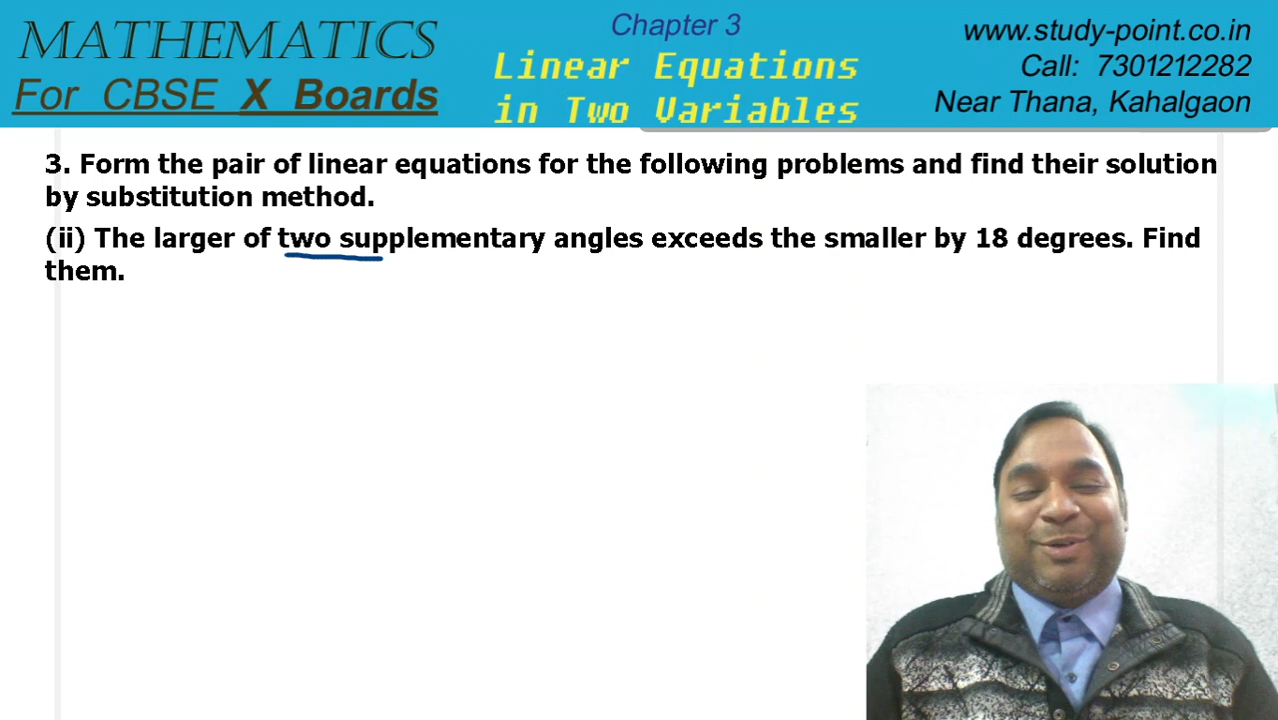 MATHEMATICS
For CBSE X Boards
Chapter 3
Linear Equations
in Two Variables
www.study-point.co.in
Call: 7301212282
Near Thana, Kahalgaon
3. Form the pair of linear equations for the following problems and find their solution
by substitution method.
(ii) The larger of two supplementary angles exceeds the smaller by 18 degrees. Find
them.